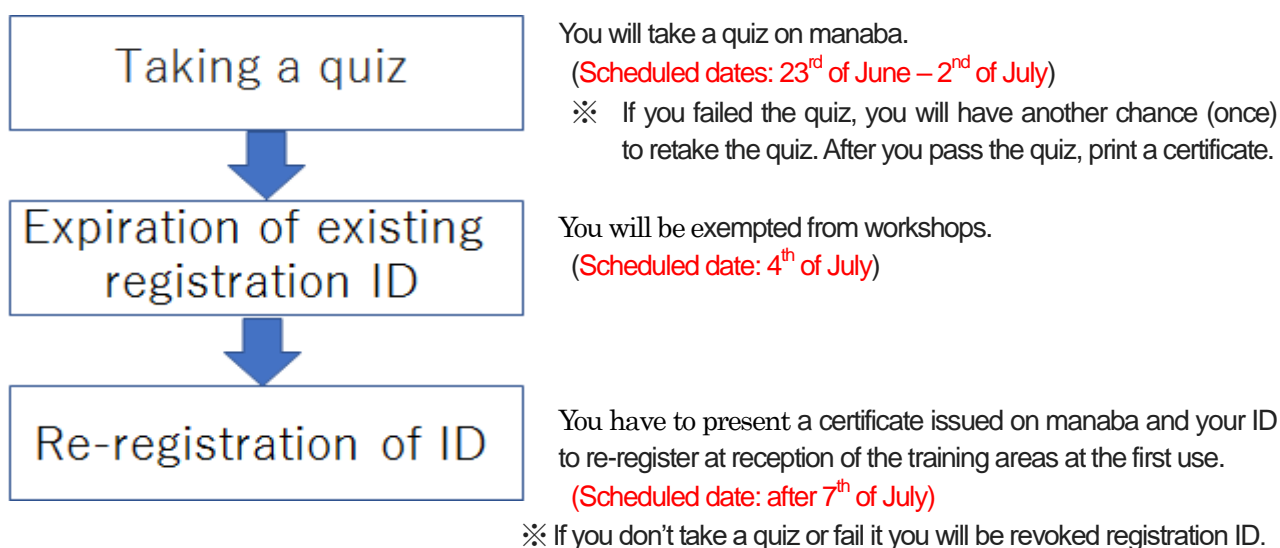 Taking a quiz
You will take a quiz on manaba.
(Scheduled dates: 23rd of June – 2nd of July)
※ If you failed the quiz, you will have another chance (once)
to retake the quiz. After you pass the quiz, print a certificate.
Expiration of existing
registration ID
You will be exempted from workshops.
(Scheduled date: 4th of July)
Re-registration of ID
You have to present a certificate issued on manaba and your ID
to re-register at reception of the training areas at the first use.
(Scheduled date: after 7th of July)
※ If you don't take a quiz or fail it you will be revoked registration ID.